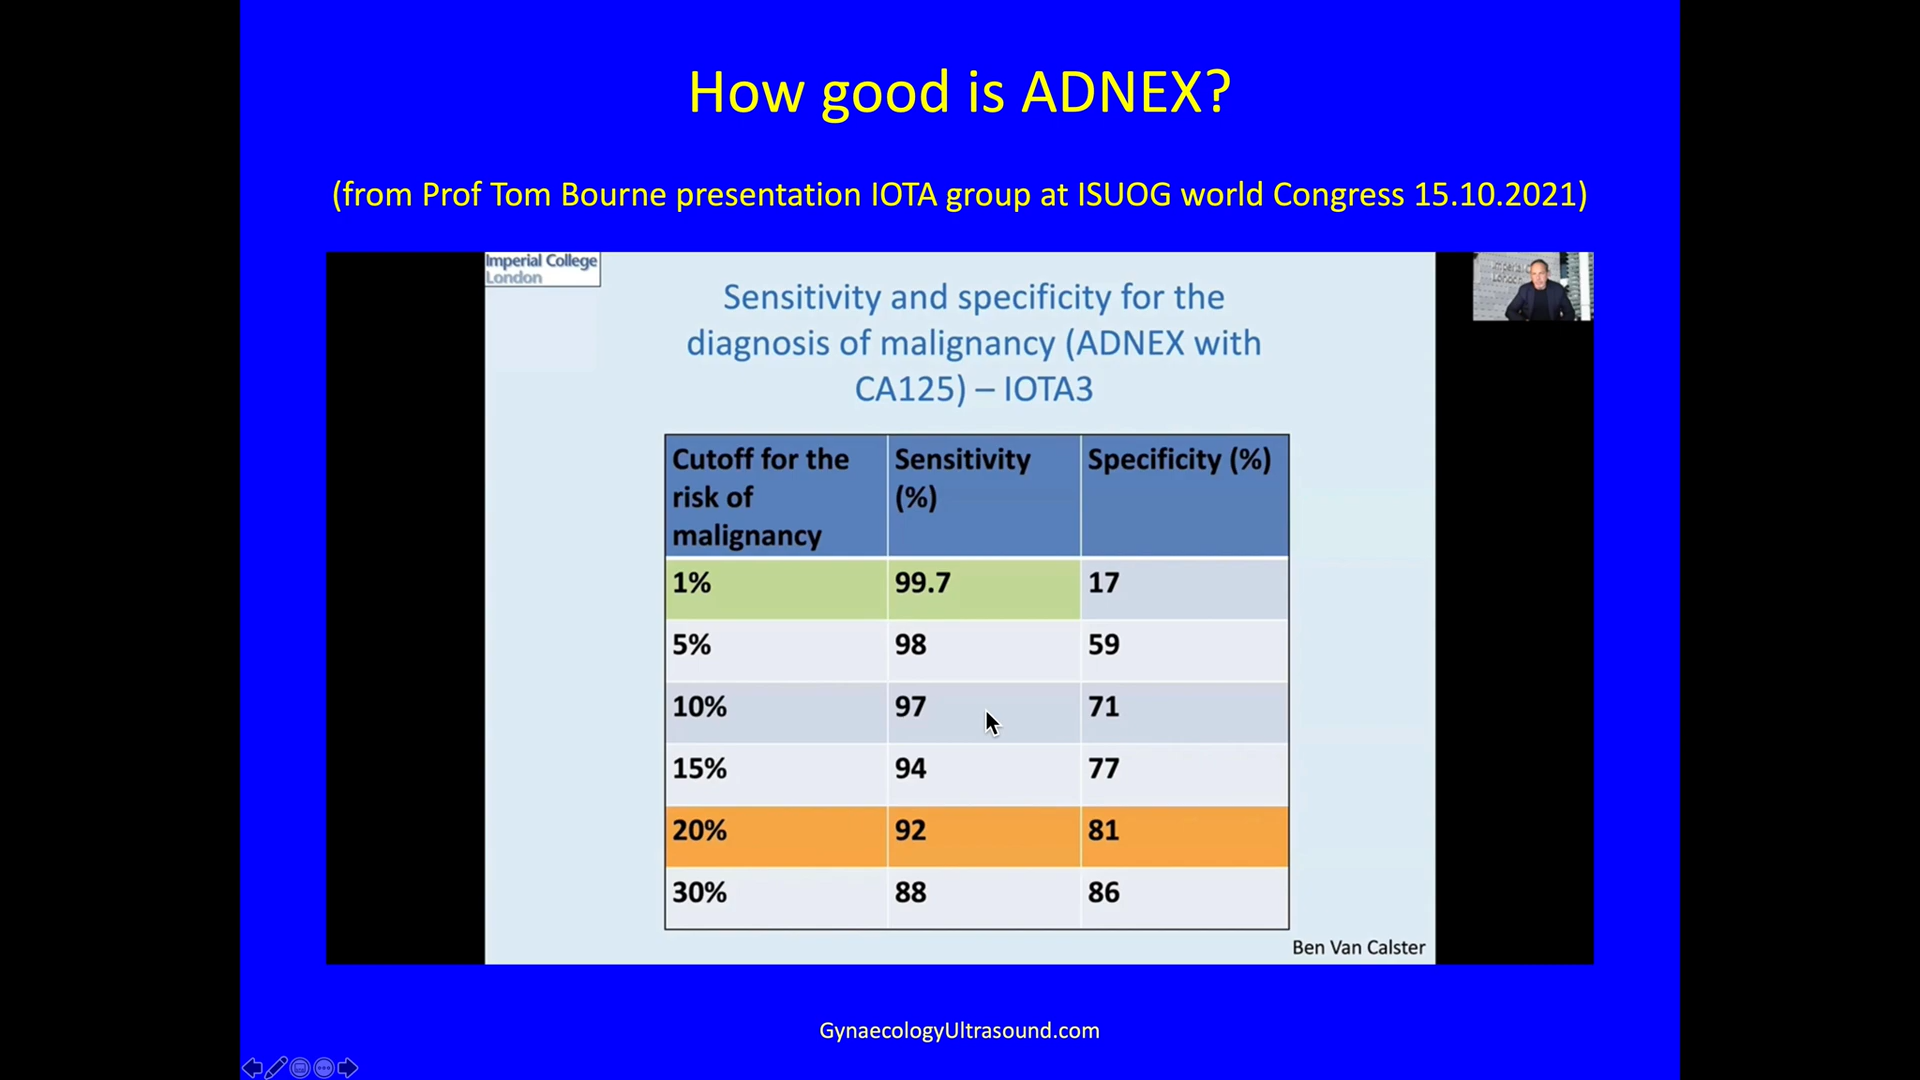 How good is ADNEX?
(from Prof Tom Bourne presentation IOTA group at ISUOG world Congress 15.10.2021)
Imperial College
London
Sensitivity and specificity for the
diagnosis of malignancy (ADNEX with
CA125) – IOTA3
Cutoff for the risk of malignancy Sensitivity (%) Specificity (%)
1% 99.7 17
5% 98 59
10% 97 71
15% 94 77
20% 92 81
30% 88 86
Ben Van Calster
GynaecologyUltrasound.com